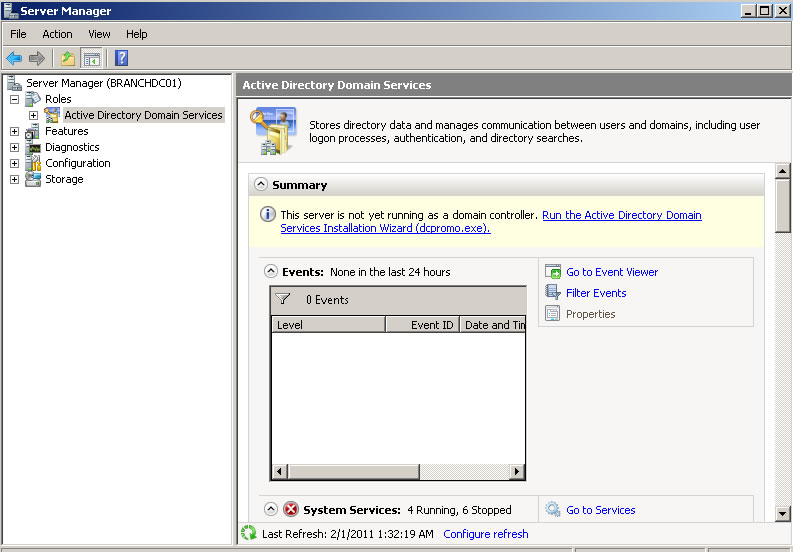 Server Manager
File Action View Help
Server Manager (BRANCHDC01)
Roles
Active Directory Domain Services
Features
Diagnostics
Configuration
Storage
Active Directory Domain Services
Stores directory data and manages communication between users and domains, including user
logon processes, authentication, and directory searches.
Summary
This server is not yet running as a domain controller. Run the Active Directory Domain
Services Installation Wizard (dcpromo.exe).
Events: None in the last 24 hours
0 Events
Level Event ID Date and Tim
Go to Event Viewer
Filter Events
Properties
System Services: 4 Running, 6 Stopped
Go to Services
Last Refresh: 2/1/2011 1:32:19 AM Configure refresh